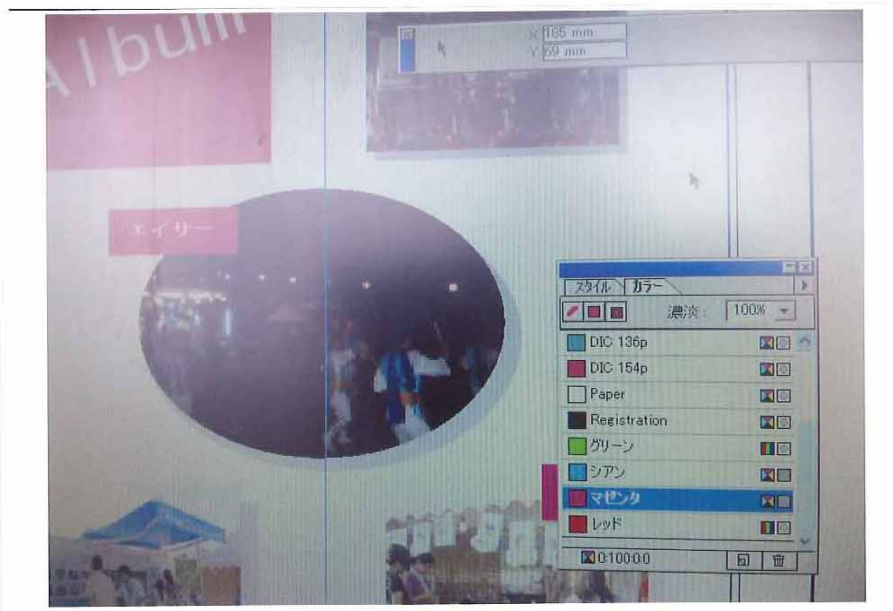 Album
X 185 mm
Y 69 mm
エイサー
スタイル カラー
濃淡: 100%
DIC 136p
DIC 154p
Paper
Registration
グリーン
シアン
マゼンタ
レッド
0:100:0:0